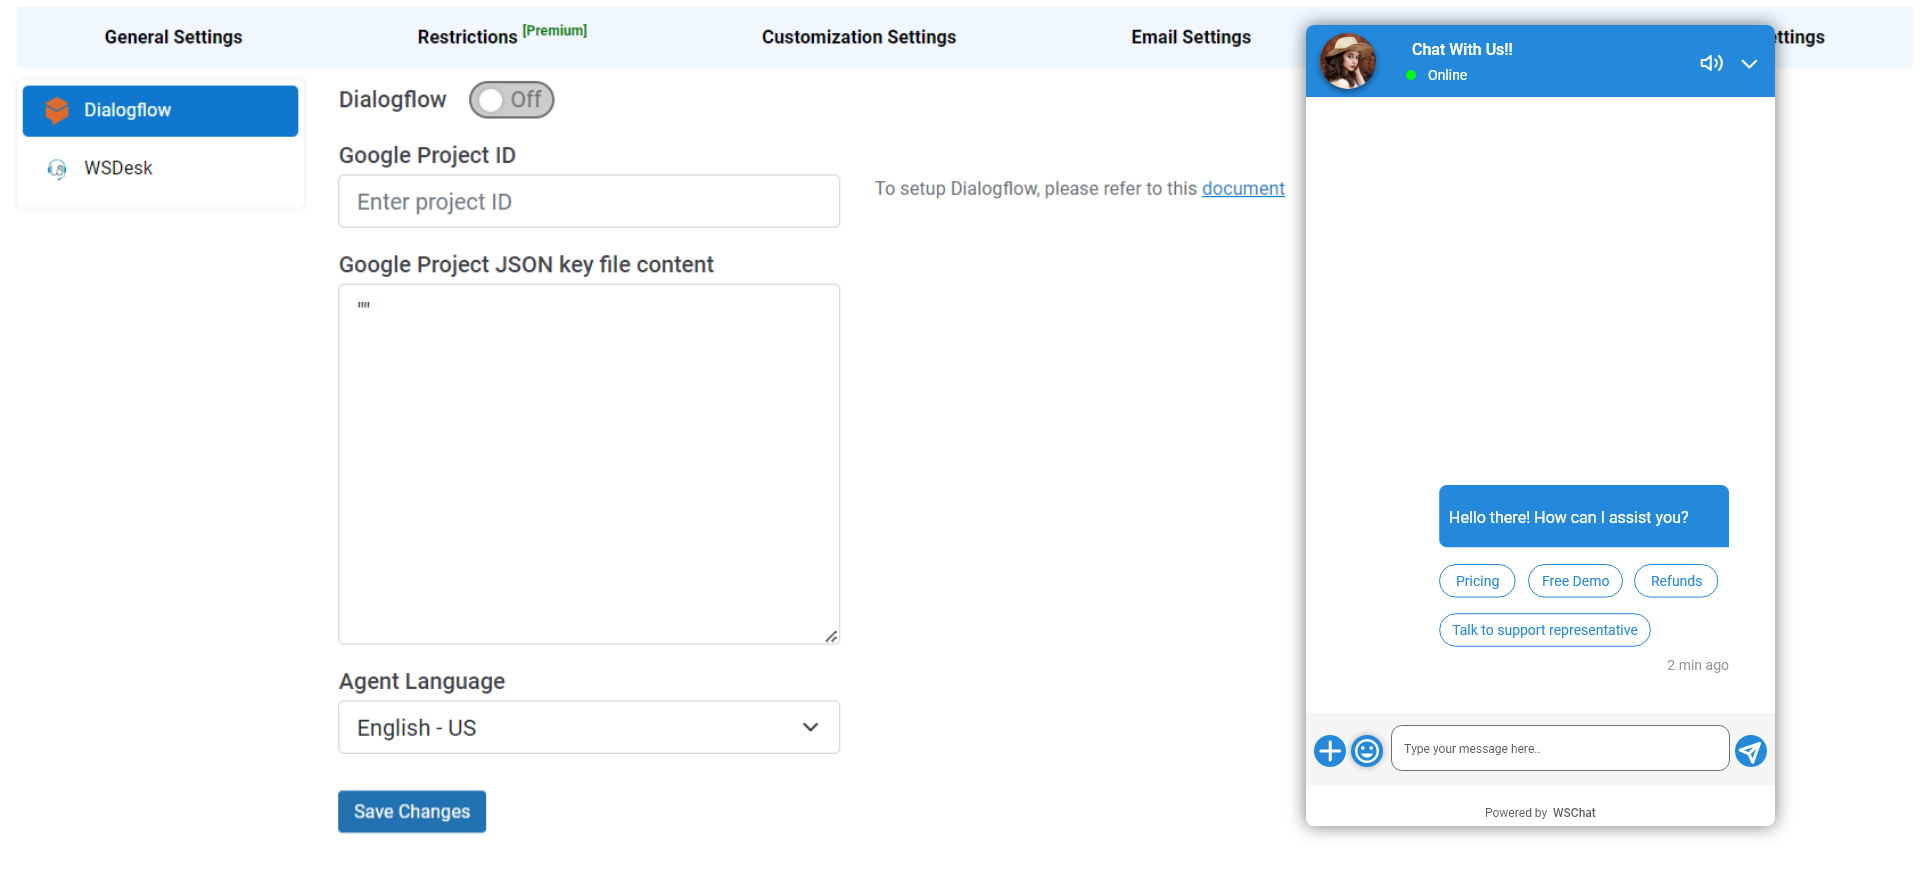 General Settings
Restrictions [Premium]
Customization Settings
Email Settings
ttings
Dialogflow
WSDesk
Dialogflow
Off
Google Project ID
Enter project ID
To setup Dialogflow, please refer to this document
Google Project JSON key file content
""
Agent Language
English - US
Save Changes
Chat With Us!!
Online
Hello there! How can I assist you?
Pricing
Free Demo
Refunds
Talk to support representative
2 min ago
Type your message here..
Powered by WSChat